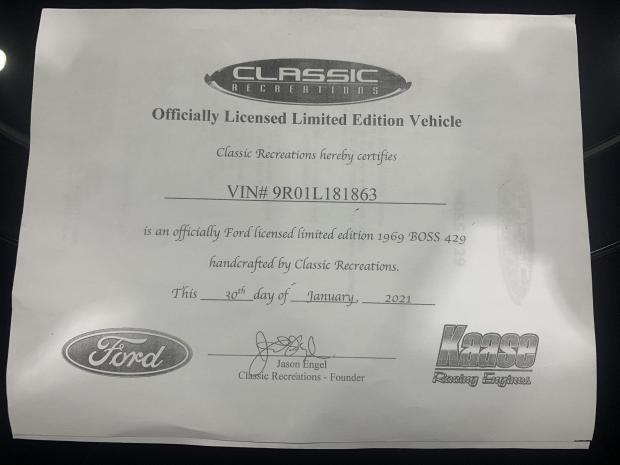 CLASSIC
RECREATIONS
Officially Licensed Limited Edition Vehicle
Classic Recreations hereby certifies
VIN# 9R01L181863
is an officially Ford licensed limited edition 1969 BOSS 429
handcrafted by Classic Recreations.
This 30th day of January, 2021
Ford
Jason Engel
Classic Recreations - Founder
Kaase
Racing Engines